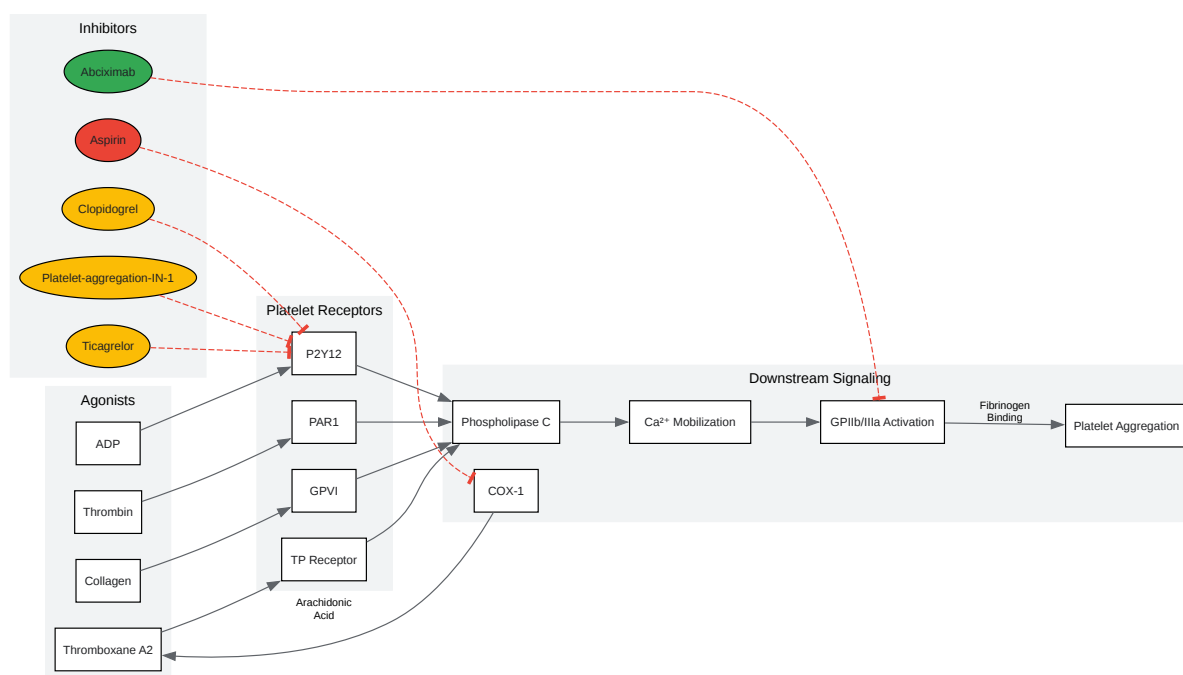 Inhibitors
Abciximab
Aspirin
Clopidogrel
Platelet-aggregation-IN-1
Ticagrelor
Agonists
ADP
Thrombin
Collagen
Thromboxane A2
Platelet Receptors
P2Y12
PAR1
GPVI
TP Receptor
Arachidonic
Acid
Downstream Signaling
Phospholipase C
Ca²⁺ Mobilization
GPIIb/IIIa Activation
Fibrinogen
Binding
Platelet Aggregation
COX-1